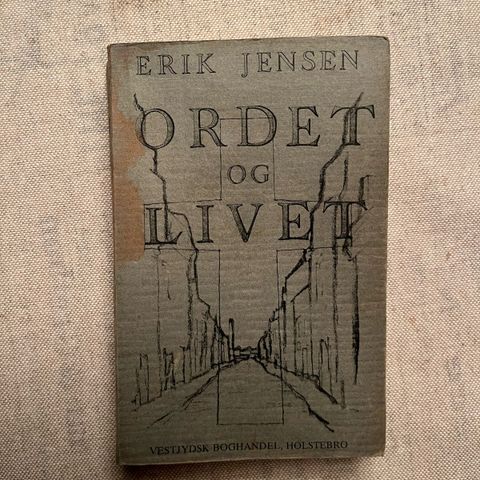 ERIK JENSEN
ORDET
OG
LIVET
VESTJYDSK BOGHANDEL, HOLSTEBRO